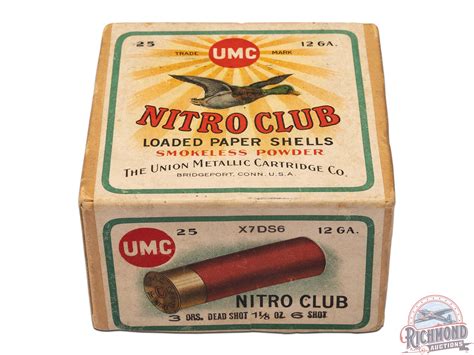 25 UMC 12 GA.
TRADE MARK
NITRO CLUB
LOADED PAPER SHELLS
SMOKELESS POWDER
THE UNION METALLIC CARTRIDGE CO.
BRIDGEPORT, CONN. U.S.A.
UMC 25 X7DS6 12 GA.
NITRO CLUB
3 DRS. DEAD SHOT 1⅛ OZ. 6 SHOT
RICHMOND
AUCTIONS